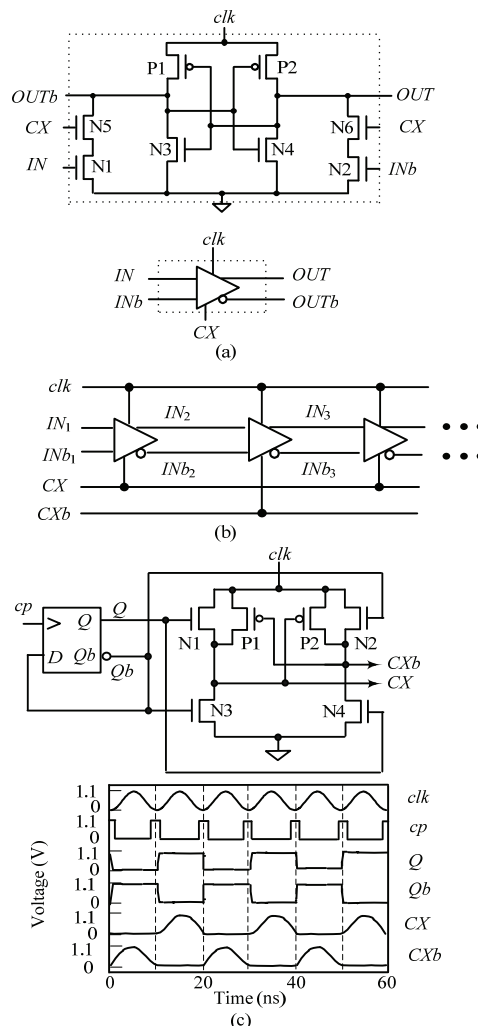 clk
P1 P2
OUTb OUT
CX N5 N3 N4 N6 CX
IN N1 N2 INb
clk
IN OUT
INb OUTb
CX
(a)
clk
IN1 IN2 IN3
INb1 INb2 INb3
CX
CXb
(b)
clk
cp Q Q
N1 P1 P2 N2
D Qb Qb
CXb
CX
N3 N4
1.1 clk
0
1.1 cp
0
1.1 Q
0
1.1 Qb
0
1.1 CX
0
1.1 CXb
0
Voltage (V)
0 20 40 60
Time (ns)
(c)